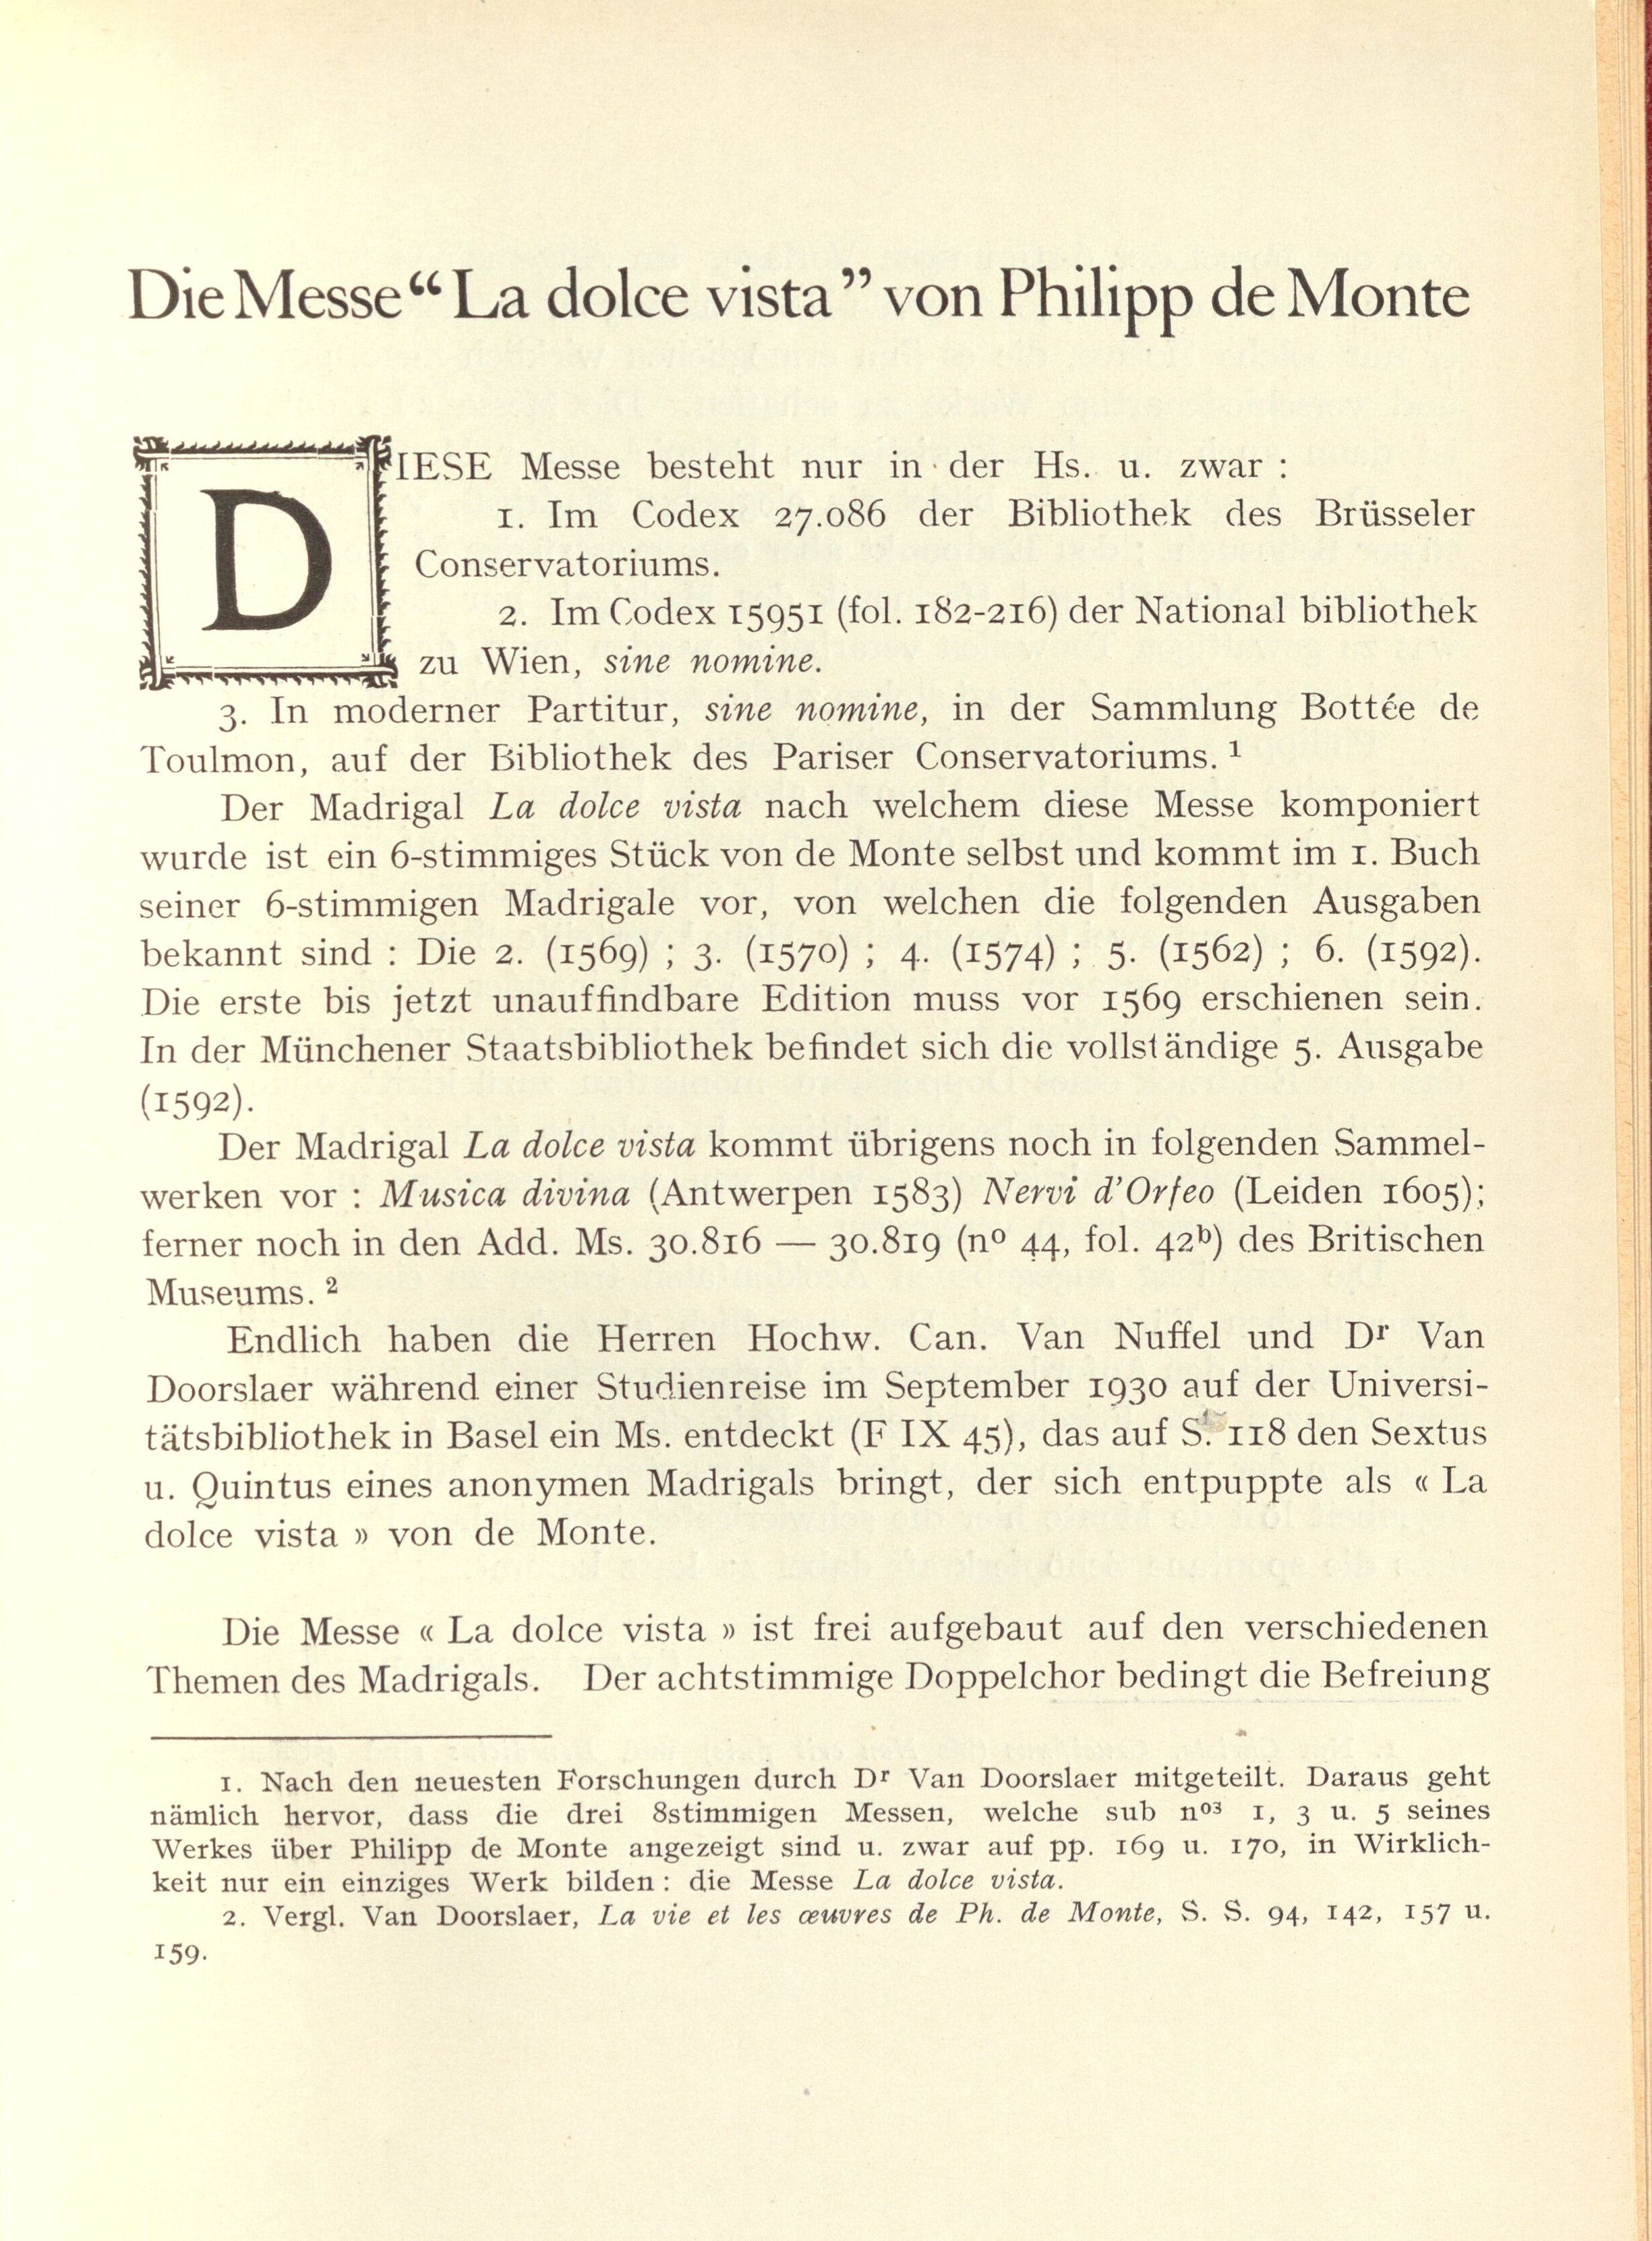 Die Messe “ La dolce vista ” von Philipp de Monte
DIESE Messe besteht nur in der Hs. u. zwar :
1. Im Codex 27.086 der Bibliothek des Brüsseler
Conservatoriums.
2. Im Codex 15951 (fol. 182-216) der National bibliothek
zu Wien, sine nomine.
3. In moderner Partitur, sine nomine, in der Sammlung Bottée de
Toulmon, auf der Bibliothek des Pariser Conservatoriums. ¹
Der Madrigal La dolce vista nach welchem diese Messe komponiert
wurde ist ein 6-stimmiges Stück von de Monte selbst und kommt im 1. Buch
seiner 6-stimmigen Madrigale vor, von welchen die folgenden Ausgaben
bekannt sind : Die 2. (1569) ; 3. (1570) ; 4. (1574) ; 5. (1562) ; 6. (1592).
Die erste bis jetzt unauffindbare Edition muss vor 1569 erschienen sein.
In der Münchener Staatsbibliothek befindet sich die vollständige 5. Ausgabe
(1592).
Der Madrigal La dolce vista kommt übrigens noch in folgenden Sammel-
werken vor : Musica divina (Antwerpen 1583) Nervi d’Orfeo (Leiden 1605);
ferner noch in den Add. Ms. 30.816 — 30.819 (nº 44, fol. 42ᵇ) des Britischen
Museums. ²
Endlich haben die Herren Hochw. Can. Van Nuffel und Dʳ Van
Doorslaer während einer Studienreise im September 1930 auf der Universi-
tätsbibliothek in Basel ein Ms. entdeckt (F IX 45), das auf S. 118 den Sextus
u. Quintus eines anonymen Madrigals bringt, der sich entpuppte als « La
dolce vista » von de Monte.
Die Messe « La dolce vista » ist frei aufgebaut auf den verschiedenen
Themen des Madrigals. Der achtstimmige Doppelchor bedingt die Befreiung
1. Nach den neuesten Forschungen durch Dʳ Van Doorslaer mitgeteilt. Daraus geht
nämlich hervor, dass die drei 8stimmigen Messen, welche sub nᵒ³ 1, 3 u. 5 seines
Werkes über Philipp de Monte angezeigt sind u. zwar auf pp. 169 u. 170, in Wirklich-
keit nur ein einziges Werk bilden : die Messe La dolce vista.
2. Vergl. Van Doorslaer, La vie et les œuvres de Ph. de Monte, S. S. 94, 142, 157 u.
159.